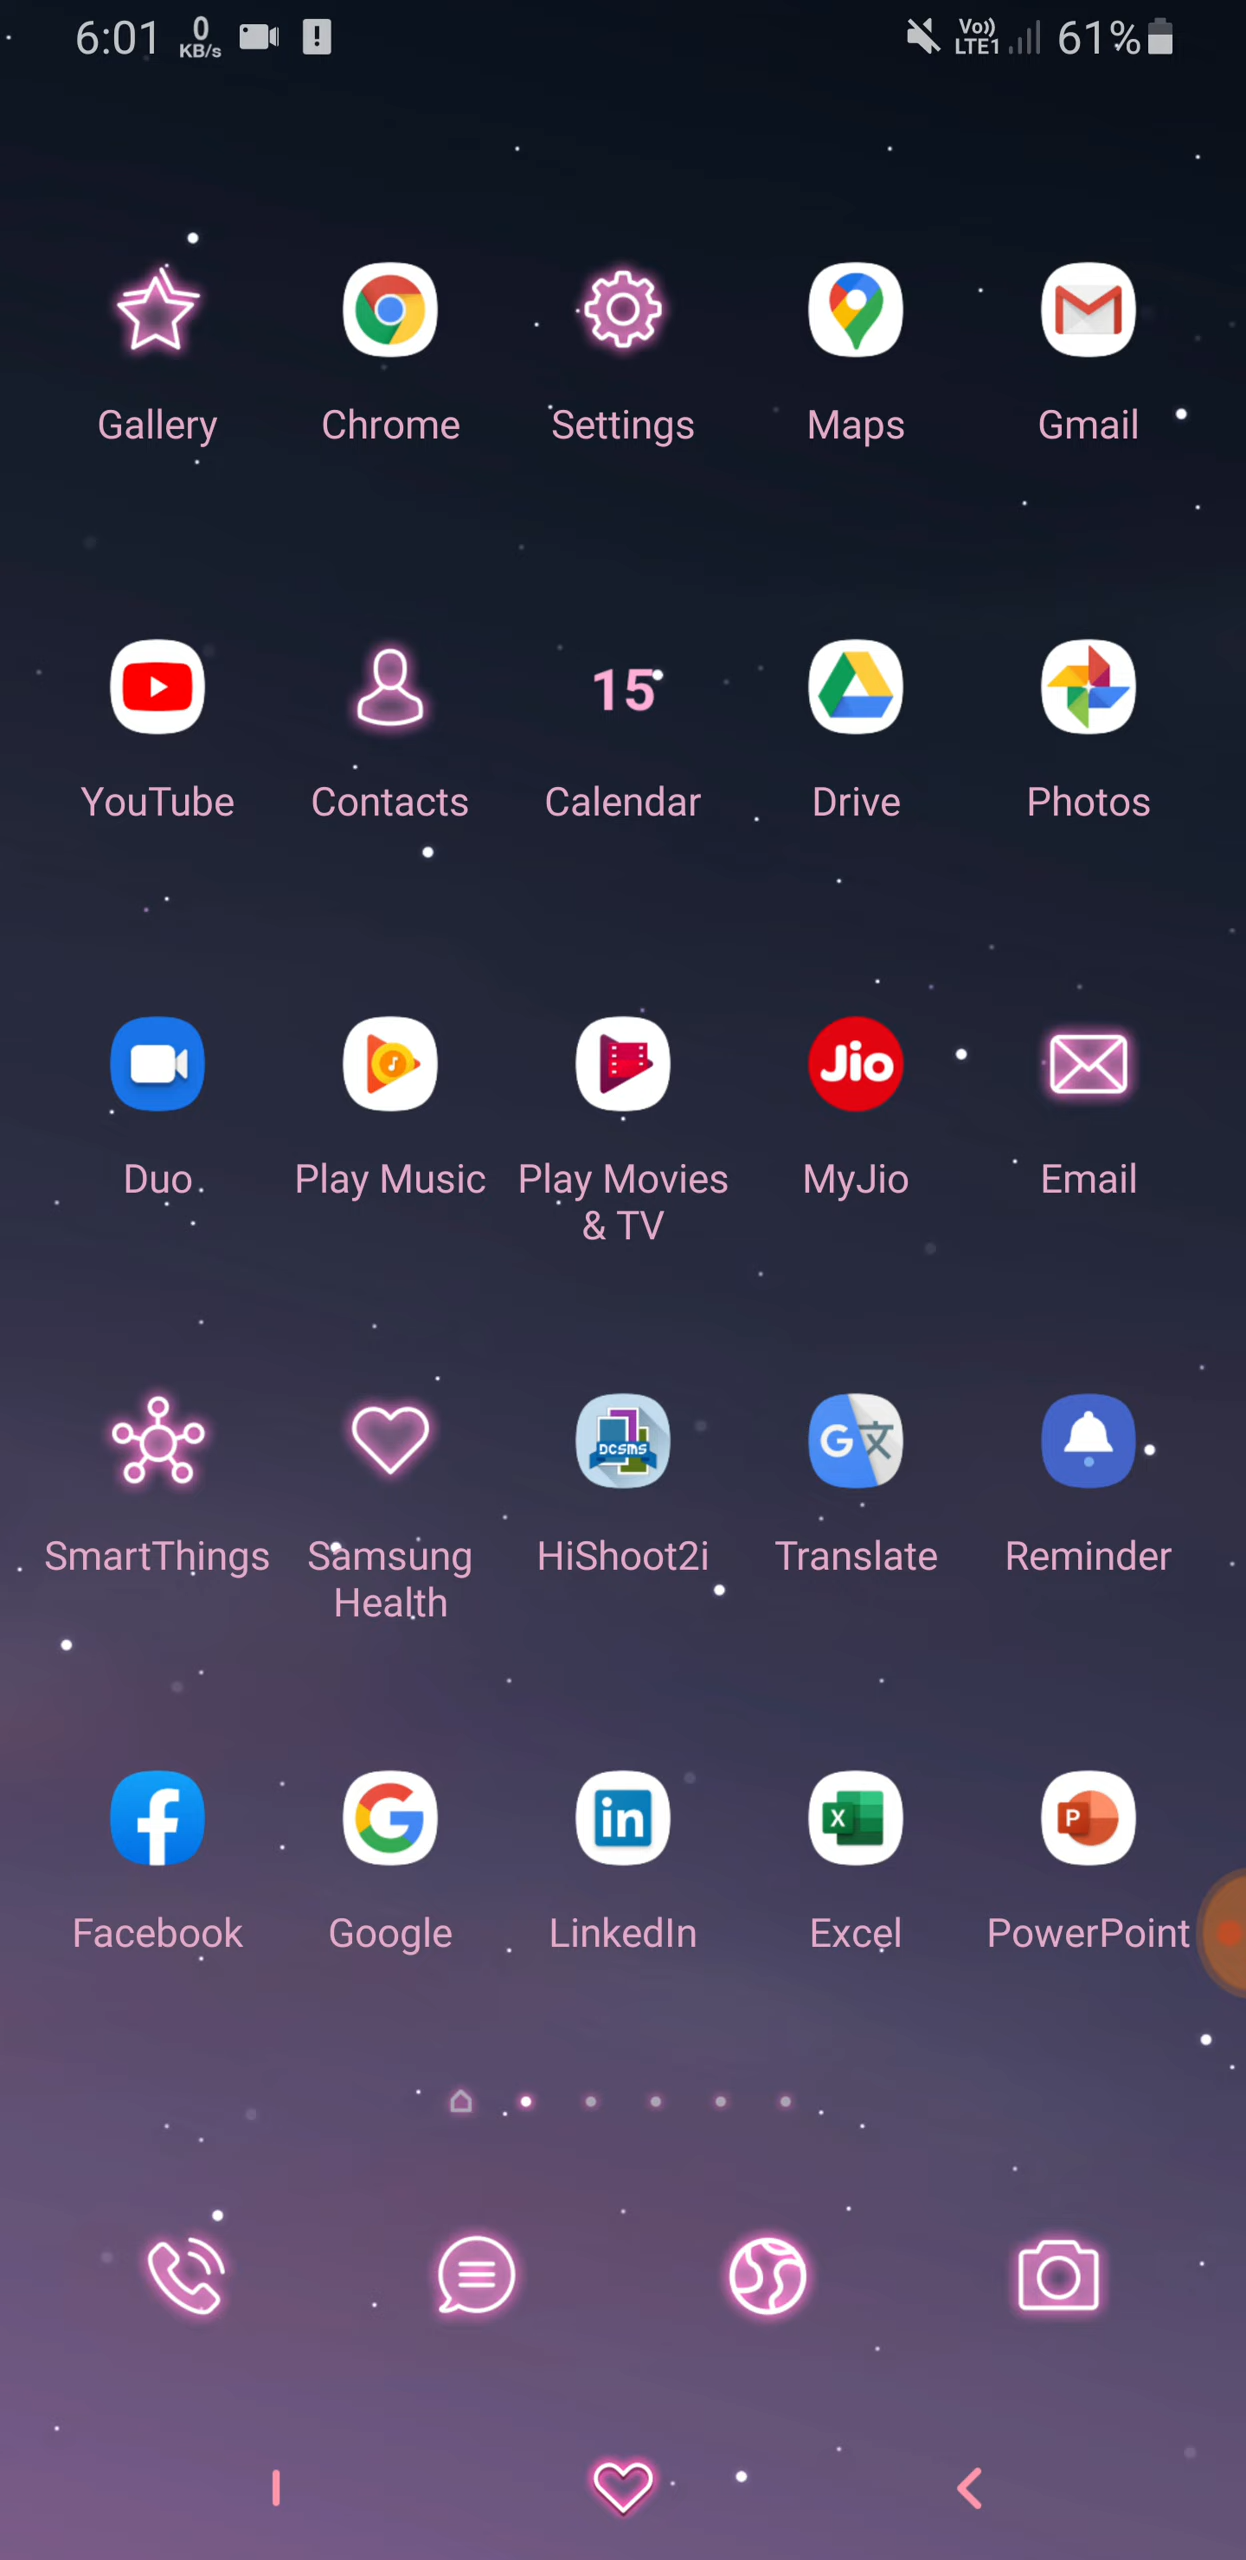 6:01 0 KB/s Vo)) LTE1 61%
Gallery Chrome Settings Maps Gmail
15
YouTube Contacts Calendar Drive Photos
Jio
Duo Play Music Play Movies & TV MyJio Email
DCSMS G 文
SmartThings Samsung Health HiShoot2i Translate Reminder
f G in X P
Facebook Google LinkedIn Excel PowerPoint